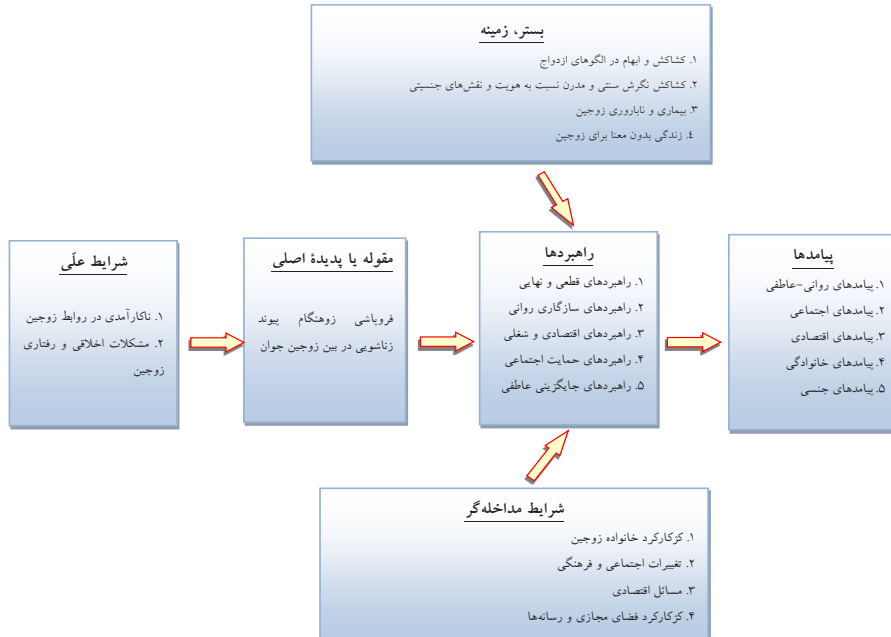 بستر، زمینه
۱. کشاکش و ابهام در الگوهای ازدواج
۲. کشاکش نگرش سنتی و مدرن نسبت به هویت و نقش‌های جنسیتی
۳. بیماری و ناباروری زوجین
٤. زندگی بدون معنا برای زوجین
شرایط علّی
۱. ناکارآمدی در روابط زوجین
۲. مشکلات اخلاقی و رفتاری
زوجین
مقوله یا پدیدهٔ اصلی
فروپاشی زوهنگام پیوند
زناشویی در بین زوجین جوان
راهبردها
۱. راهبردهای قطعی و نهایی
۲. راهبردهای سازگاری روانی
۳. راهبردهای اقتصادی و شغلی
۴. راهبردهای حمایت اجتماعی
۵. راهبردهای جایگزینی عاطفی
پیامدها
۱.پیامدهای روانی-عاطفی
۲.پیامدهای اجتماعی
۳.پیامدهای اقتصادی
۴.پیامدهای خانوادگی
۵.پیامدهای جنسی
شرایط مداخله‌گر
۱. کژکارکرد خانواده زوجین
۲. تغییرات اجتماعی و فرهنگی
۳. مسائل اقتصادی
۴. کژکارکرد فضای مجازی و رسانه‌ها